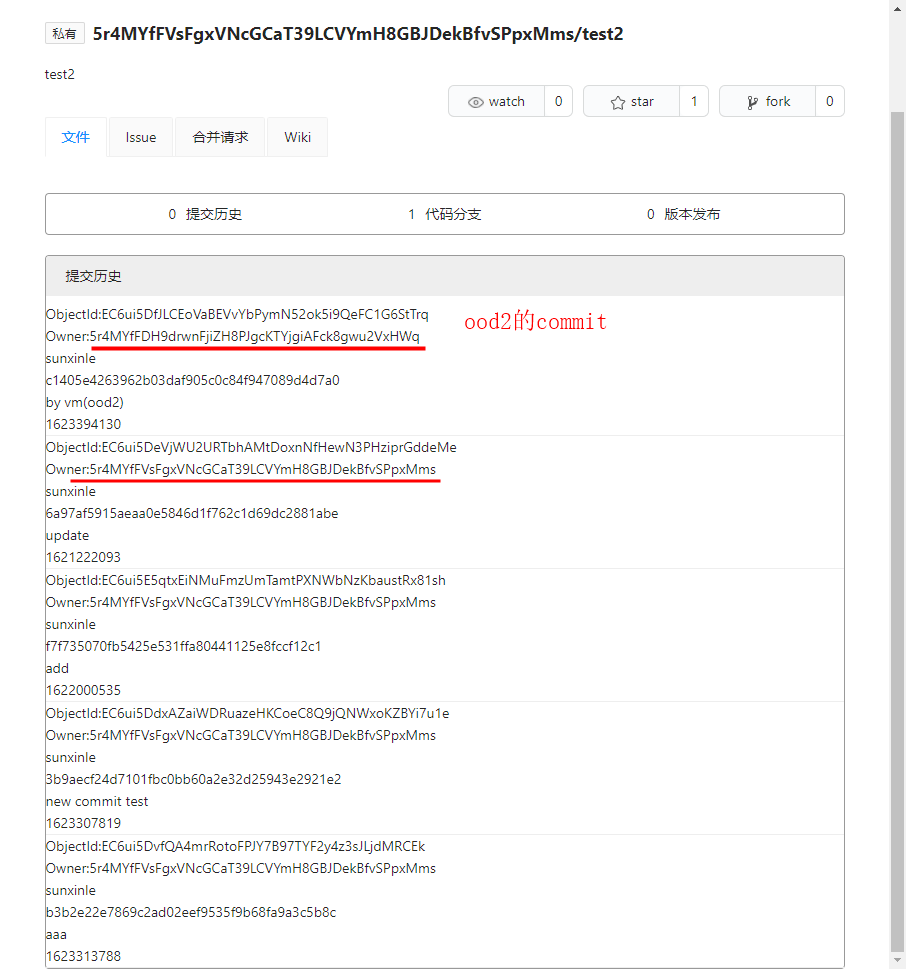 私有 5r4MYfFVsFgxVNcGCaT39LCVYmH8GBJDekBfvSPpxMms/test2
test2
watch 0 star 1 fork 0
文件 Issue 合并请求 Wiki
0 提交历史 1 代码分支 0 版本发布
提交历史
ObjectId:EC6ui5DfJLCEoVaBEVvYbPymN52ok5i9QeFC1G6StTrq
ood2的commit
Owner:5r4MYfFDH9drwnFjiZH8PJgcKTYjgiAFck8gwu2VxHWq
sunxinle
c1405e4263962b03daf905c0c84f947089d4d7a0
by vm(ood2)
1623394130
ObjectId:EC6ui5DeVjWU2URTbhAMtDoxnNfHewN3PHziprGddeMe
Owner:5r4MYfFVsFgxVNcGCaT39LCVYmH8GBJDekBfvSPpxMms
sunxinle
6a97af5915aeaa0e5846d1f762c1d69dc2881abe
update
1621222093
ObjectId:EC6ui5E5qtxEiNMuFmzUmTamtPXNWbNzKbaustRx81sh
Owner:5r4MYfFVsFgxVNcGCaT39LCVYmH8GBJDekBfvSPpxMms
sunxinle
f7f735070fb5425e531ffa80441125e8fccf12c1
add
1622000535
ObjectId:EC6ui5DdxAZaiWDRuazeHKCoeC8Q9jQNWxoKZBYi7u1e
Owner:5r4MYfFVsFgxVNcGCaT39LCVYmH8GBJDekBfvSPpxMms
sunxinle
3b9aecf24d7101fbc0bb60a2e32d25943e2921e2
new commit test
1623307819
ObjectId:EC6ui5DvfQA4mrRotoFPJY7B97TYF2y4z3sJLjdMRCEk
Owner:5r4MYfFVsFgxVNcGCaT39LCVYmH8GBJDekBfvSPpxMms
sunxinle
b3b2e22e7869c2ad02eef9535f9b68fa9a3c5b8c
aaa
1623313788